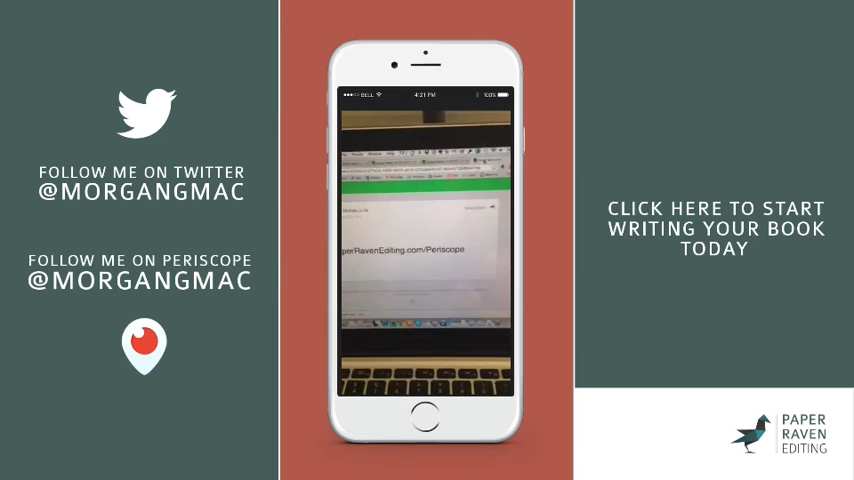 FOLLOW ME ON TWITTER
@MORGANGMAC
FOLLOW ME ON PERISCOPE
@MORGANGMAC
BELL
4:21 PM
100%
perRavenEditing.com/Periscope
CLICK HERE TO START
WRITING YOUR BOOK
TODAY
PAPER
RAVEN
EDITING